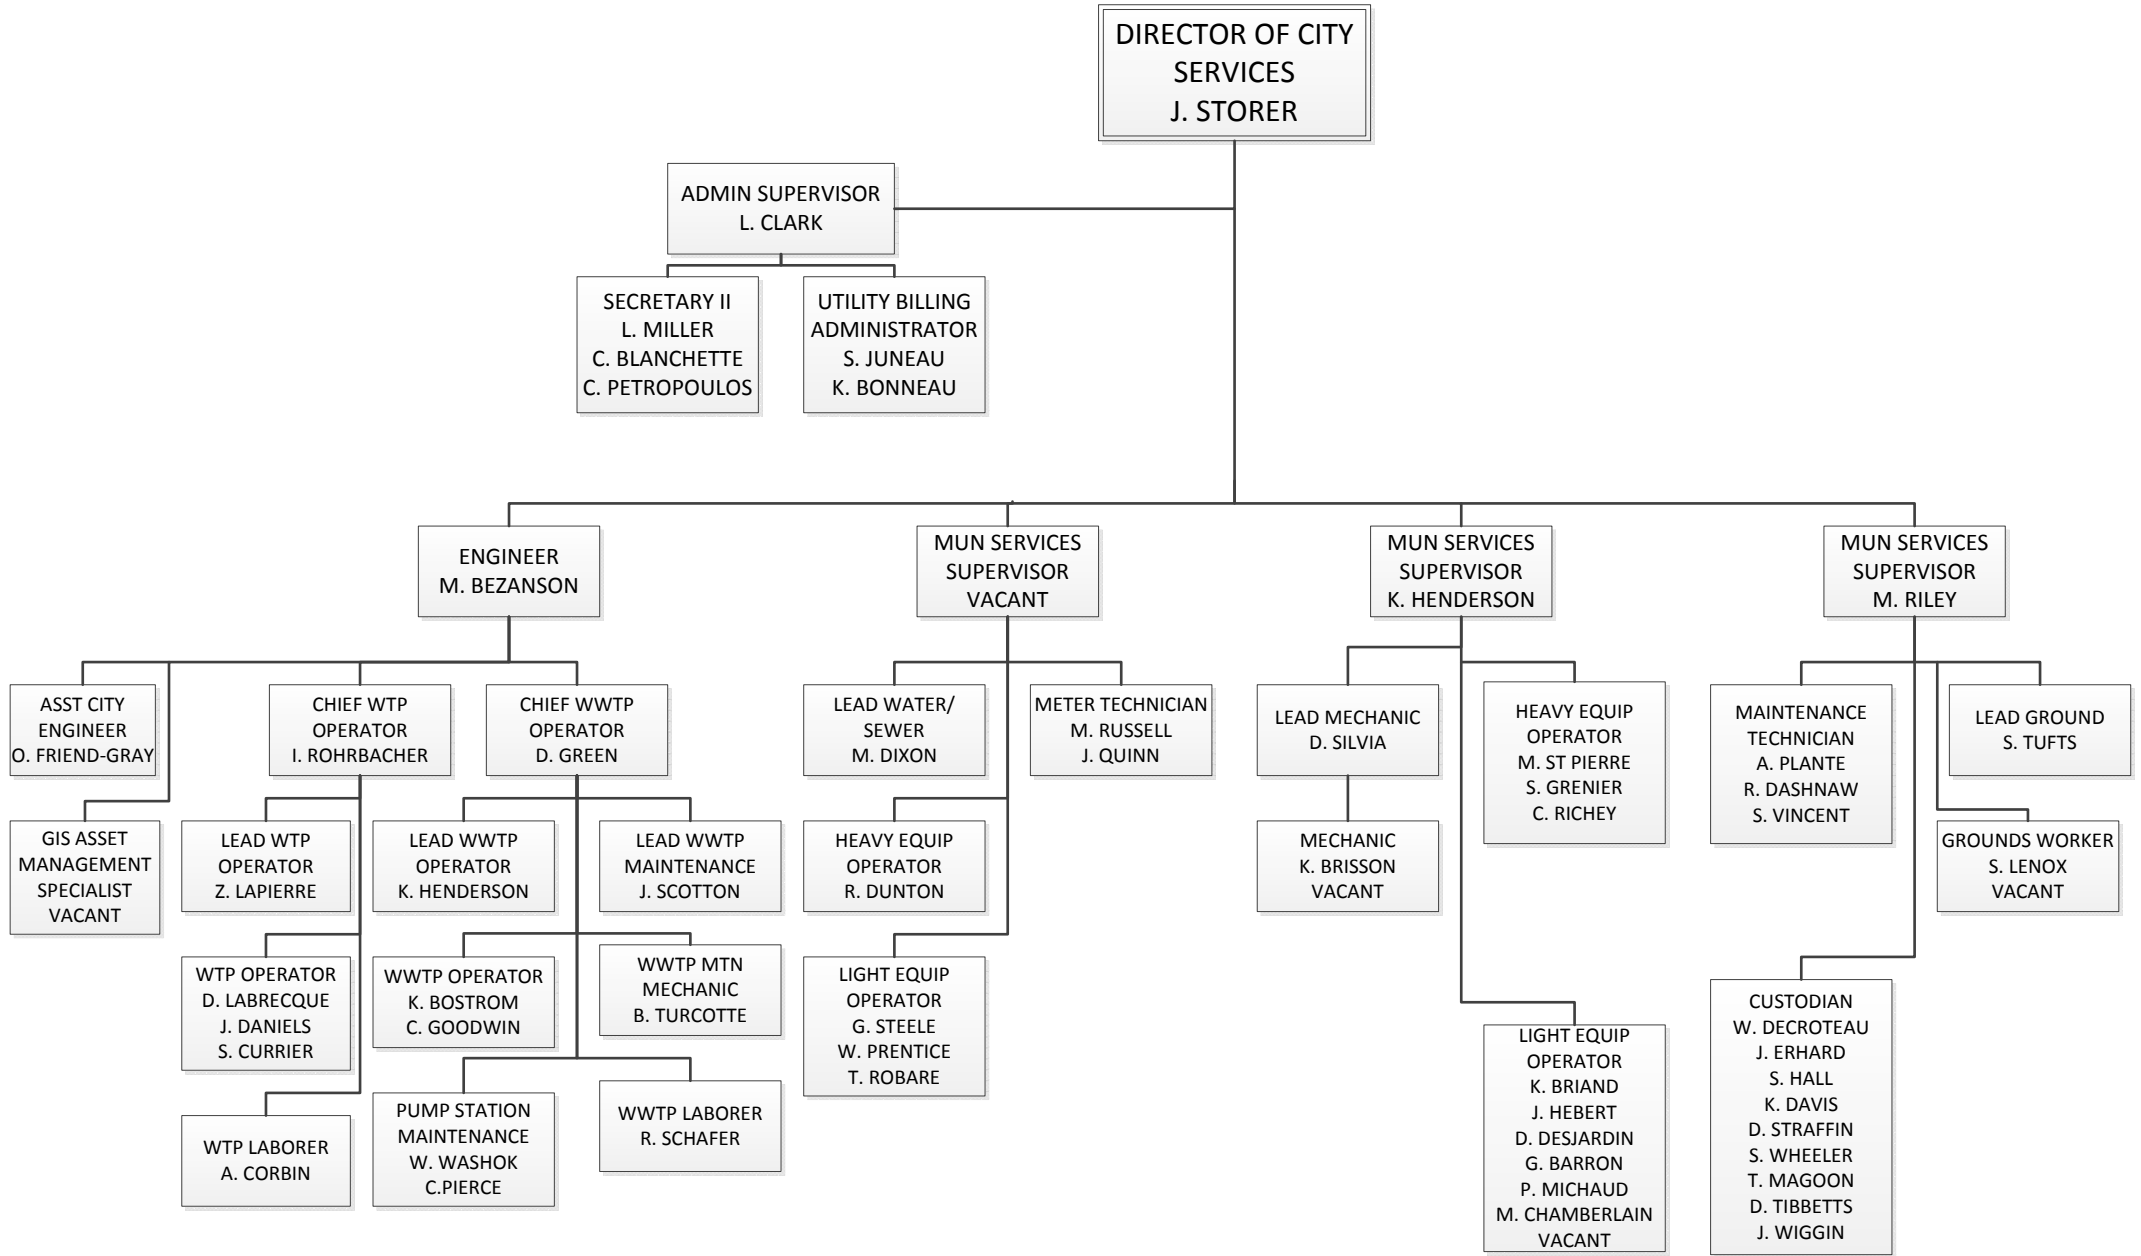 DIRECTOR OF CITY
SERVICES
J. STORER
ADMIN SUPERVISOR
L. CLARK
SECRETARY II
L. MILLER
C. BLANCHETTE
C. PETROPOULOS
UTILITY BILLING
ADMINISTRATOR
S. JUNEAU
K. BONNEAU
ENGINEER
M. BEZANSON
MUN SERVICES
SUPERVISOR
VACANT
MUN SERVICES
SUPERVISOR
K. HENDERSON
MUN SERVICES
SUPERVISOR
M. RILEY
ASST CITY
ENGINEER
O. FRIEND-GRAY
CHIEF WTP
OPERATOR
I. ROHRBACHER
CHIEF WWTP
OPERATOR
D. GREEN
LEAD WATER/
SEWER
M. DIXON
METER TECHNICIAN
M. RUSSELL
J. QUINN
LEAD MECHANIC
D. SILVIA
HEAVY EQUIP
OPERATOR
M. ST PIERRE
S. GRENIER
C. RICHEY
MAINTENANCE
TECHNICIAN
A. PLANTE
R. DASHNAW
S. VINCENT
LEAD GROUND
S. TUFTS
GIS ASSET
MANAGEMENT
SPECIALIST
VACANT
LEAD WTP
OPERATOR
Z. LAPIERRE
LEAD WWTP
OPERATOR
K. HENDERSON
LEAD WWTP
MAINTENANCE
J. SCOTTON
HEAVY EQUIP
OPERATOR
R. DUNTON
MECHANIC
K. BRISSON
VACANT
GROUNDS WORKER
S. LENOX
VACANT
WTP OPERATOR
D. LABRECQUE
J. DANIELS
S. CURRIER
WWTP OPERATOR
K. BOSTROM
C. GOODWIN
WWTP MTN
MECHANIC
B. TURCOTTE
LIGHT EQUIP
OPERATOR
G. STEELE
W. PRENTICE
T. ROBARE
WTP LABORER
A. CORBIN
PUMP STATION
MAINTENANCE
W. WASHOK
C.PIERCE
WWTP LABORER
R. SCHAFER
LIGHT EQUIP
OPERATOR
K. BRIAND
J. HEBERT
D. DESJARDIN
G. BARRON
P. MICHAUD
M. CHAMBERLAIN
VACANT
CUSTODIAN
W. DECROTEAU
J. ERHARD
S. HALL
K. DAVIS
D. STRAFFIN
S. WHEELER
T. MAGOON
D. TIBBETTS
J. WIGGIN